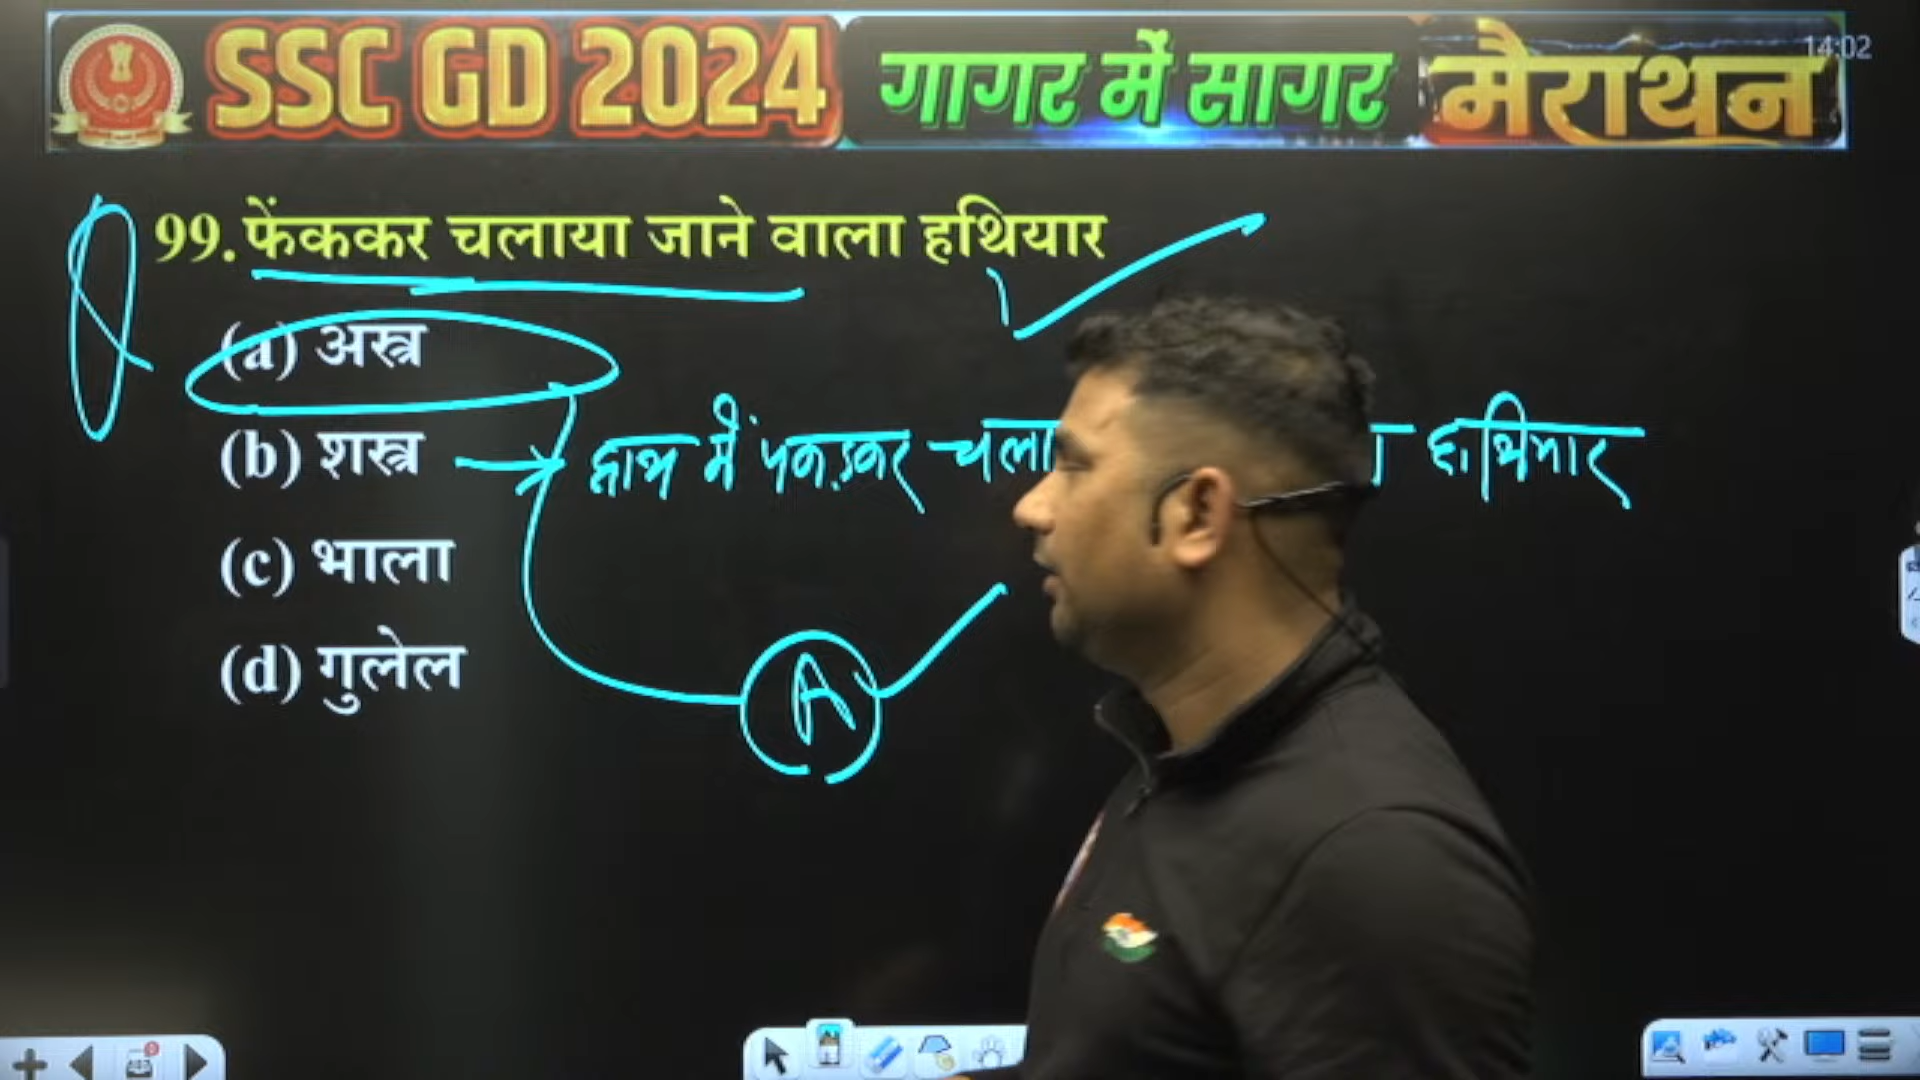 SSC GD 2024 गागर में सागर मैराथन
14:02
99. फेंककर चलाया जाने वाला हथियार
(a) अस्त्र
(b) शस्त्र → हाथ में पकड़कर चला हथियार
(c) भाला
(d) गुलेल
A